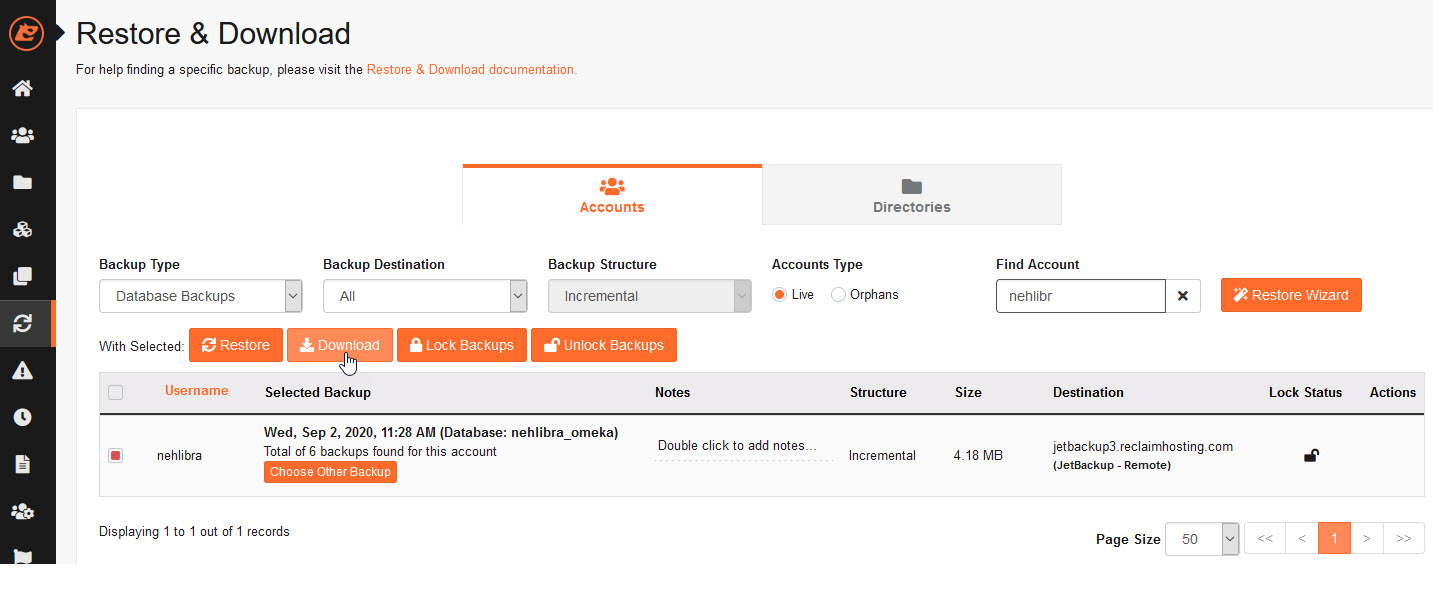 Restore & Download
For help finding a specific backup, please visit the Restore & Download documentation.
Accounts
Directories
Backup Type
Backup Destination
Backup Structure
Accounts Type
Find Account
Database Backups
All
Incremental
Live
Orphans
nehlibr
Restore Wizard
With Selected:
Restore
Download
Lock Backups
Unlock Backups
Username
Selected Backup
Notes
Structure
Size
Destination
Lock Status
Actions
nehlibra
Wed, Sep 2, 2020, 11:28 AM (Database: nehlibra_omeka)
Total of 6 backups found for this account
Choose Other Backup
Double click to add notes...
Incremental
4.18 MB
jetbackup3.reclaimhosting.com
(JetBackup - Remote)
Displaying 1 to 1 out of 1 records
Page Size
50
<<
<
1
>
>>